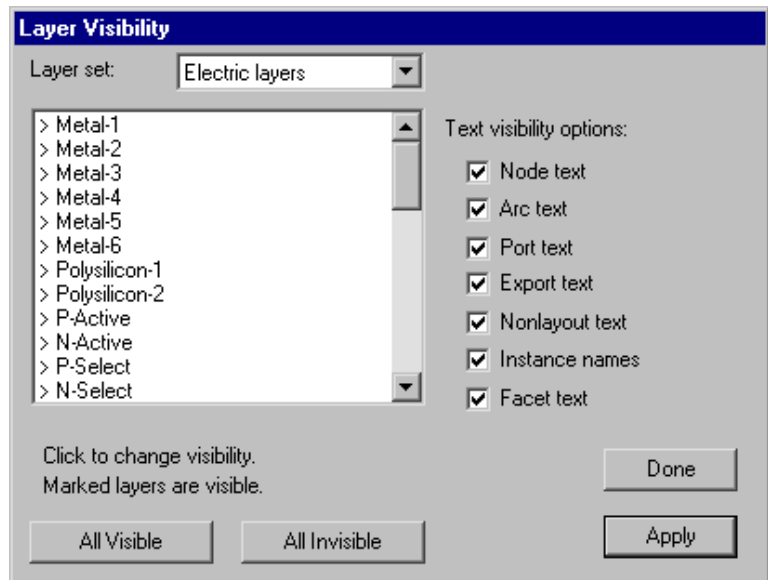 Layer Visibility
Layer set: Electric layers
> Metal-1
> Metal-2
> Metal-3
> Metal-4
> Metal-5
> Metal-6
> Polysilicon-1
> Polysilicon-2
> P-Active
> N-Active
> P-Select
> N-Select
Text visibility options:
Node text
Arc text
Port text
Export text
Nonlayout text
Instance names
Facet text
Click to change visibility.
Marked layers are visible.
Done
All Visible
All Invisible
Apply